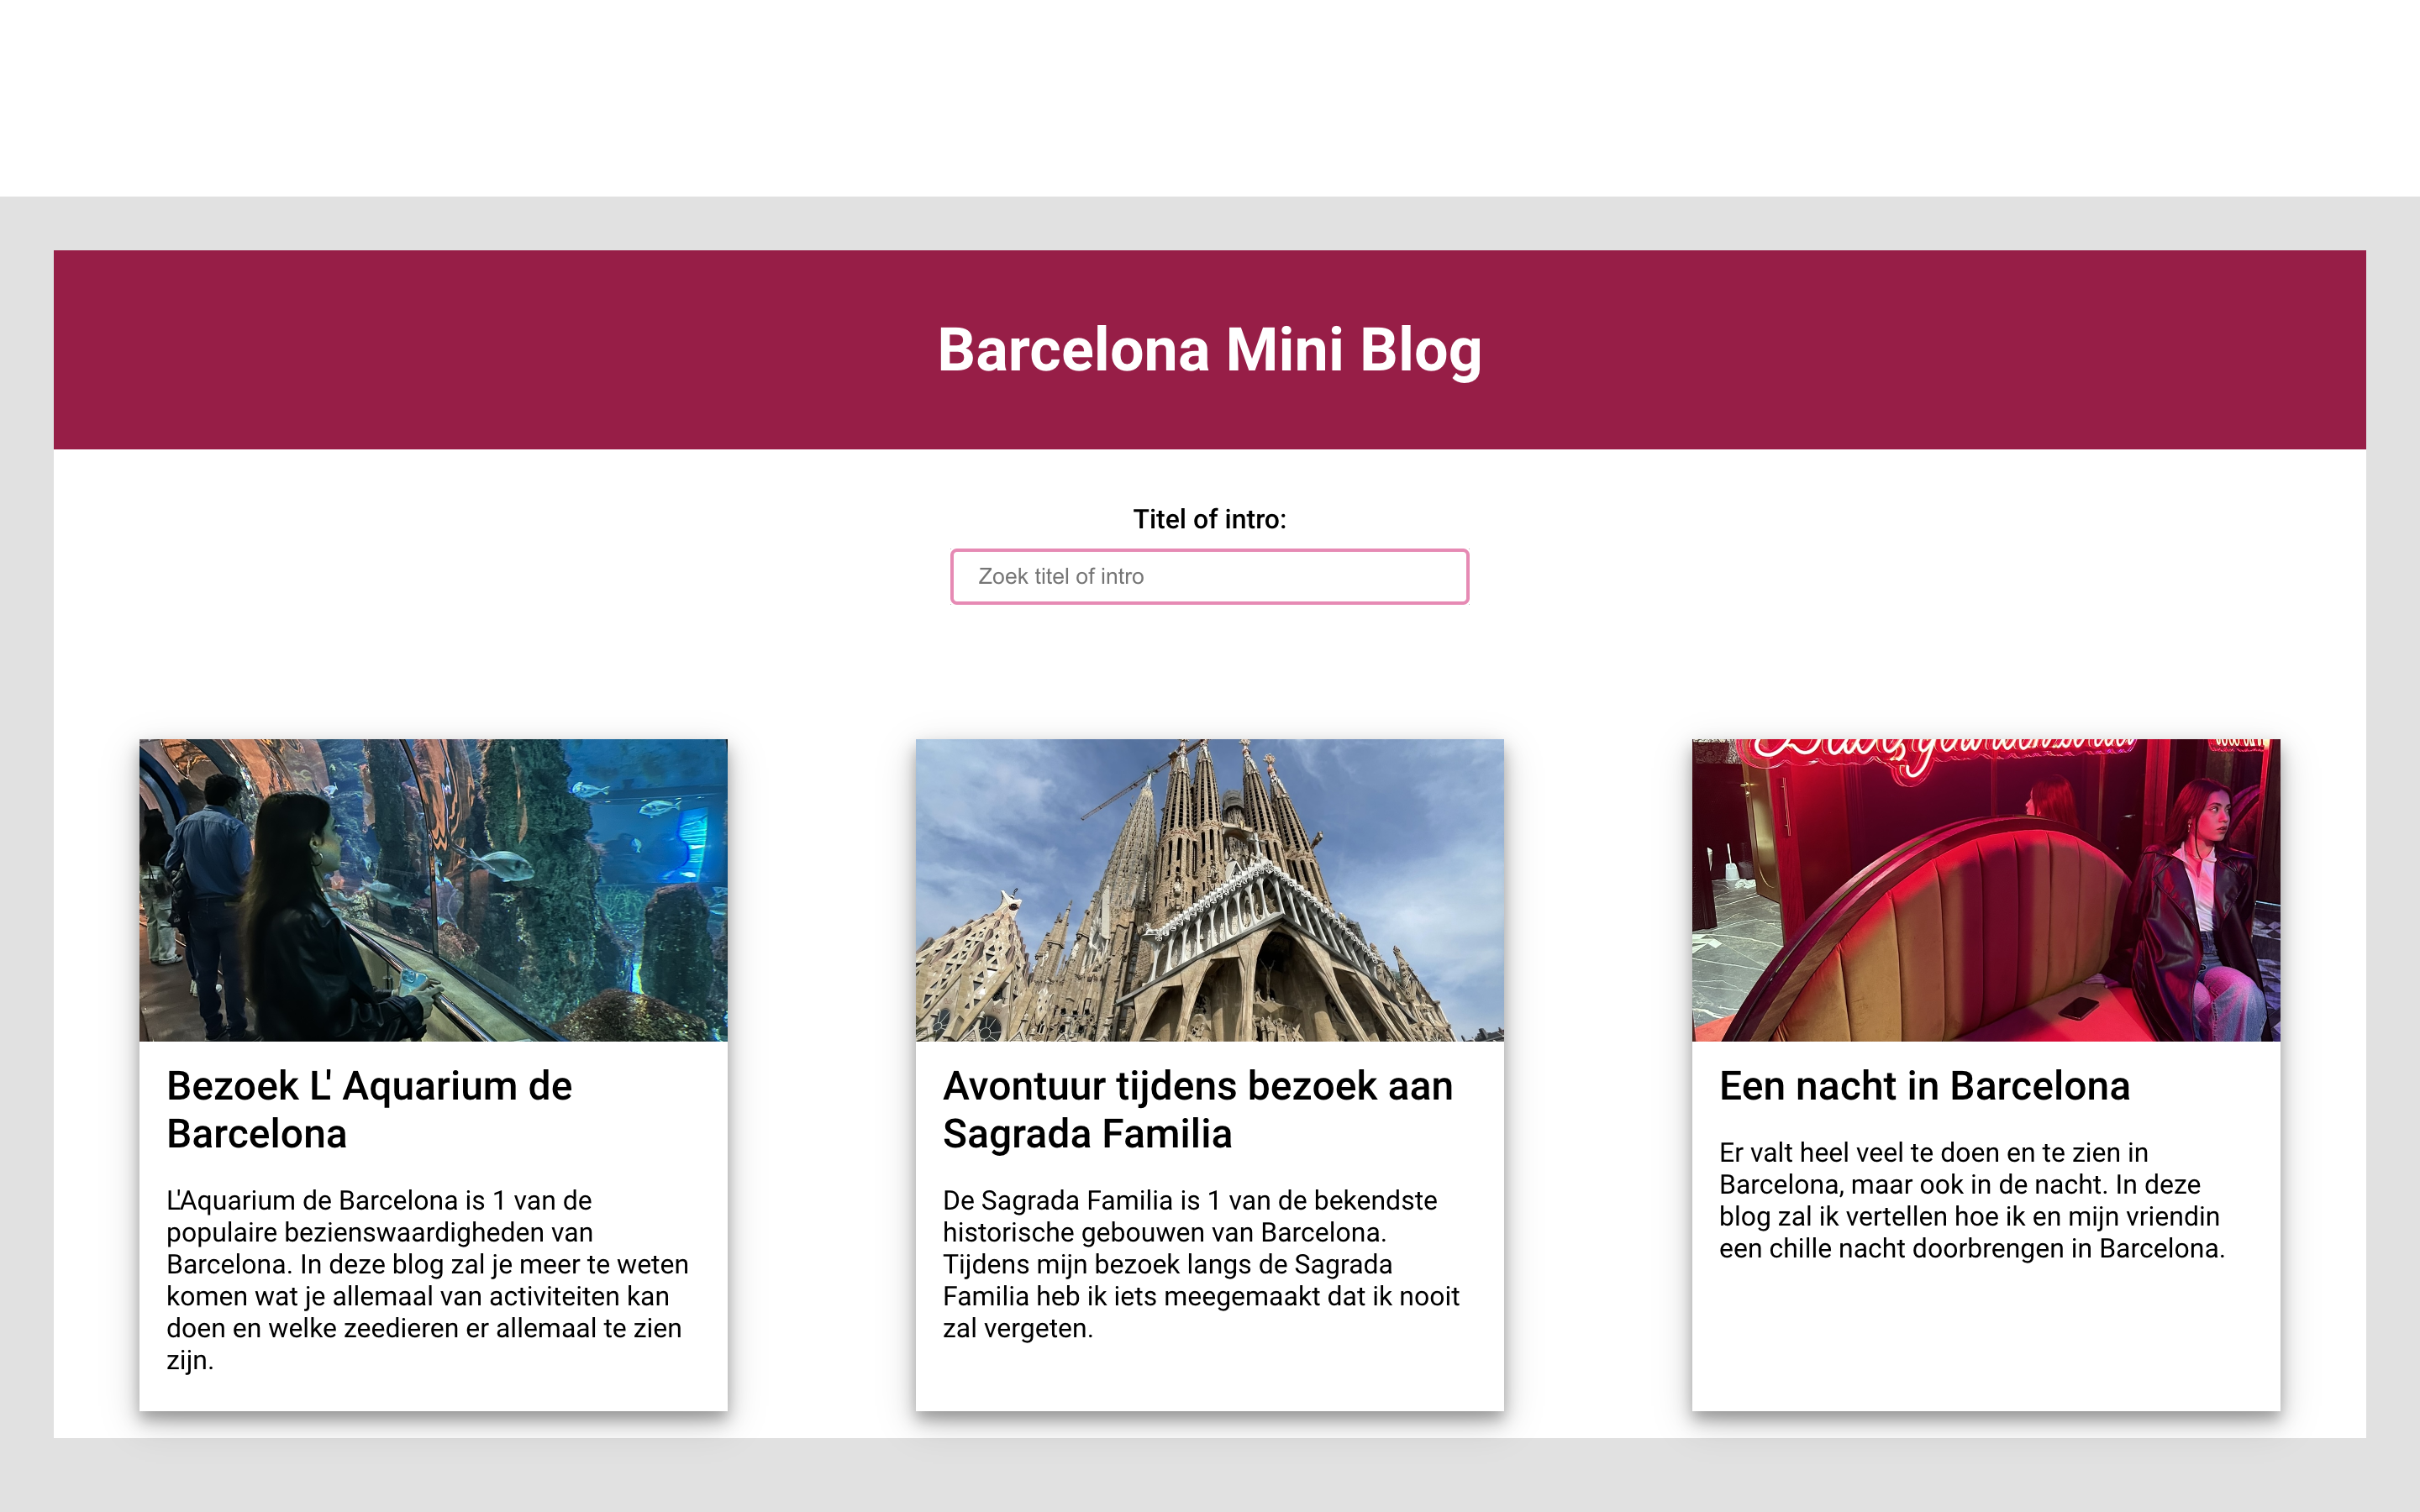 Barcelona Mini Blog
Titel of intro:
Zoek titel of intro
Bezoek L' Aquarium de
Barcelona
L'Aquarium de Barcelona is 1 van de
populaire bezienswaardigheden van
Barcelona. In deze blog zal je meer te weten
komen wat je allemaal van activiteiten kan
doen en welke zeedieren er allemaal te zien
zijn.
Avontuur tijdens bezoek aan
Sagrada Familia
De Sagrada Familia is 1 van de bekendste
historische gebouwen van Barcelona.
Tijdens mijn bezoek langs de Sagrada
Familia heb ik iets meegemaakt dat ik nooit
zal vergeten.
Een nacht in Barcelona
Er valt heel veel te doen en te zien in
Barcelona, maar ook in de nacht. In deze
blog zal ik vertellen hoe ik en mijn vriendin
een chille nacht doorbrengen in Barcelona.